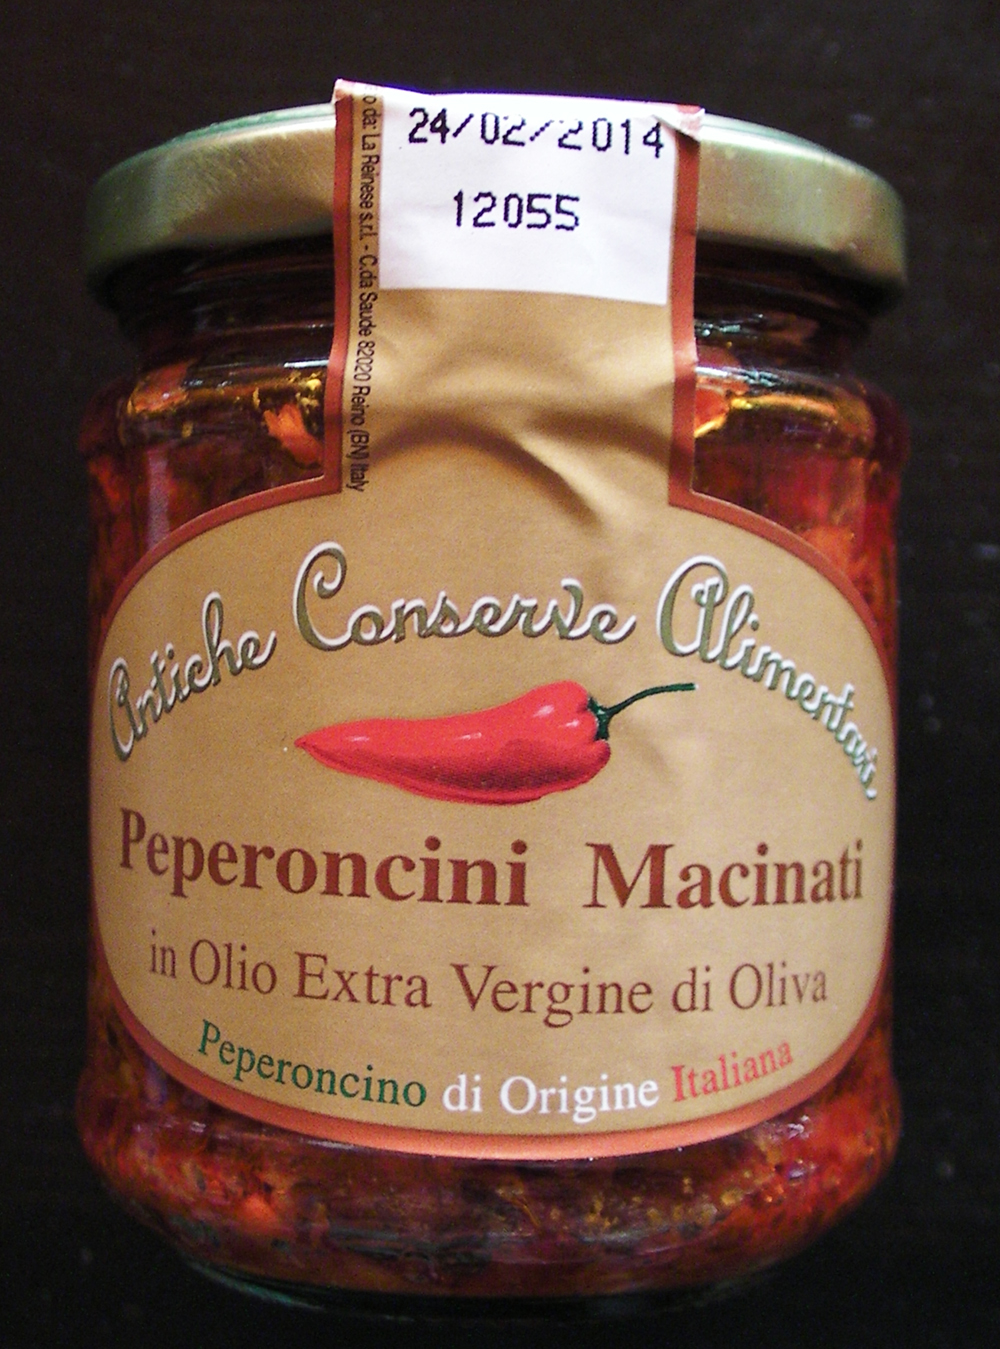 24/02/2014
12055
o da: La Reinese s.r.l. - C.da Saude 82020 Reino (BN) Italy
Antiche Conserve Alimentari
Peperoncini Macinati
in Olio Extra Vergine di Oliva
Peperoncino di Origine Italiana